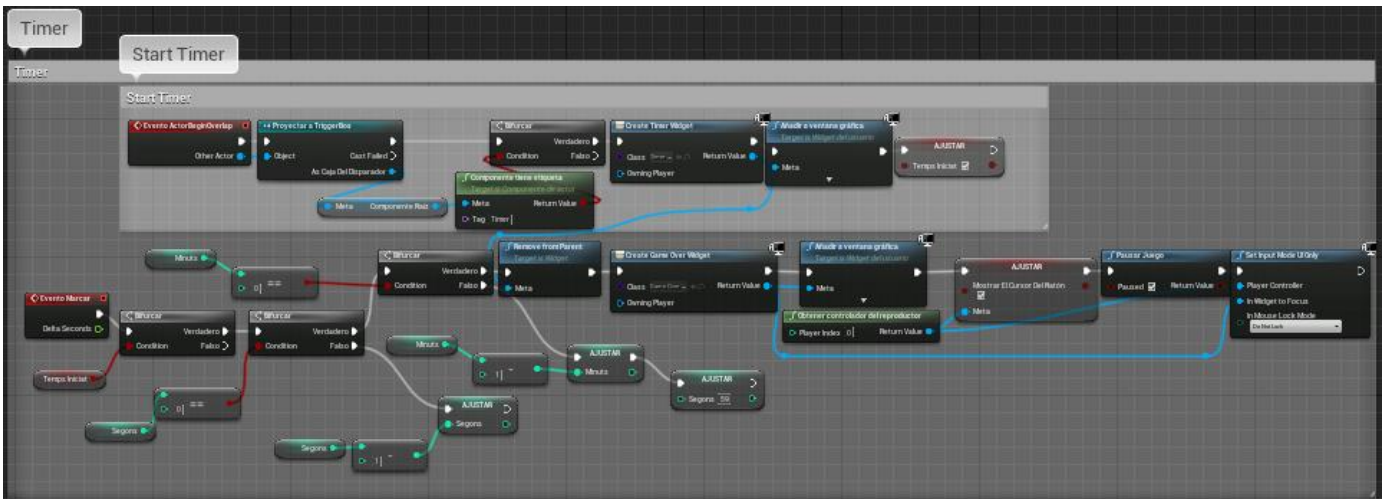 Timer
Start Timer
Timer
Start Timer
Evento ActorBeginOverlap
Other Actor
Proyectar a TriggerBox
Object
Cast Failed
As Caja Del Disparador
Bifurcar
Verdadero
Condition
Falso
Create Timer Widget
Class
Return Value
Owning Player
Añadir a ventana gráfica
Target is Widget del usuario
Meta
AJUSTAR
Temps Iniciat
Meta
Componente Raíz
Componente tiene etiqueta
Target is Componente de actor
Meta
Return Value
Tag Timer
Minuts
0
==
Bifurcar
Verdadero
Condition
Falso
Remove from Parent
Target is Widget
Meta
Create Game Over Widget
Class
Return Value
Owning Player
Añadir a ventana gráfica
Target is Widget del usuario
Meta
AJUSTAR
Mostrar El Cursor Del Ratón
Meta
Pausar Juego
Paused
Return Value
Set Input Mode UI Only
Player Controller
In Widget to Focus
In Mouse Lock Mode
Do Not Lock
Obtener controlador del reproductor
Player Index 0
Return Value
Evento Marcar
Delta Seconds
Bifurcar
Verdadero
Condition
Falso
Bifurcar
Verdadero
Condition
Falso
Temps Iniciat
0
==
Segons
Minuts
1
-
AJUSTAR
Minuts
AJUSTAR
Segons 59
AJUSTAR
Segons
Segons
1
-